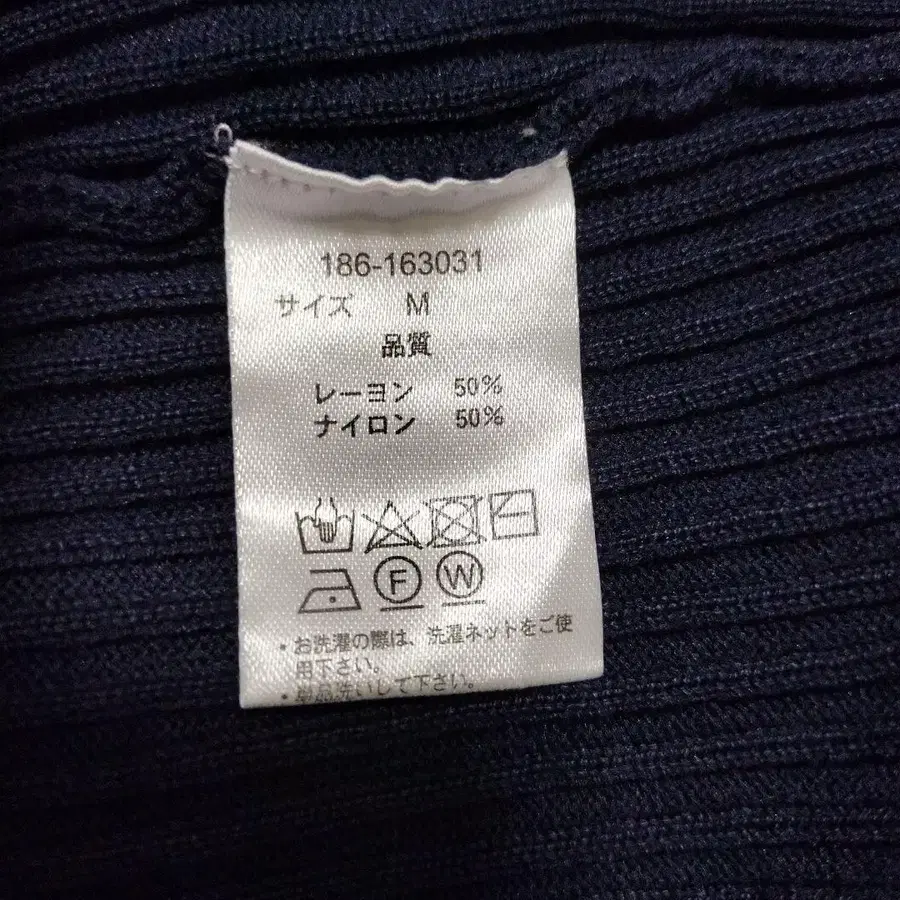 186-163031
サイズ M
品質
レーヨン 50%
ナイロン 50%
F W
・お洗濯の際は、洗濯ネットをご使
用下さい。
・単品洗いして下さい。